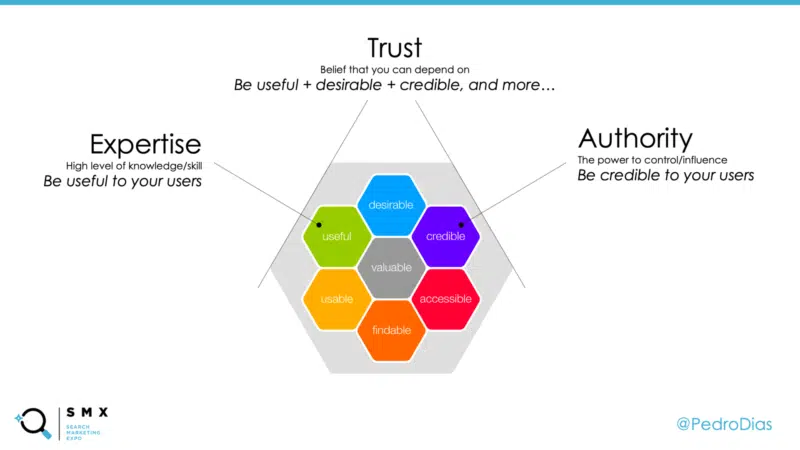 Trust
Belief that you can depend on
Be useful + desirable + credible, and more…
Expertise
High level of knowledge/skill
Be useful to your users
Authority
The power to control/influence
Be credible to your users
desirable
useful
credible
valuable
usable
accessible
findable
SMX
SEARCH
MARKETING
EXPO
@PedroDias